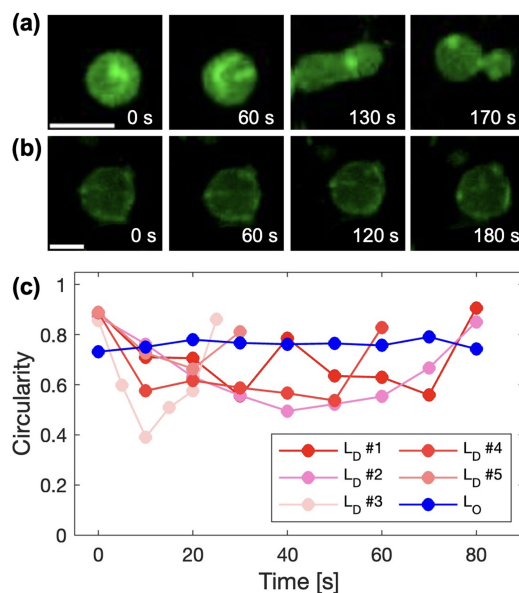 (a)
0 s
60 s
130 s
170 s
(b)
0 s
60 s
120 s
180 s
(c)
1
0.8
0.6
0.4
0.2
0
Circularity
0 20 40 60 80
Time [s]
L_D #1 L_D #4
L_D #2 L_D #5
L_D #3 L_O